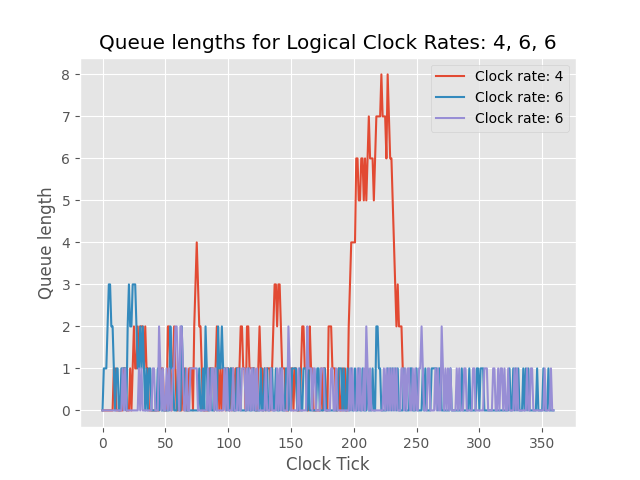 Queue lengths for Logical Clock Rates: 4, 6, 6
Clock rate: 4
Clock rate: 6
Clock rate: 6
Queue length
8
7
6
5
4
3
2
1
0
0 50 100 150 200 250 300 350
Clock Tick